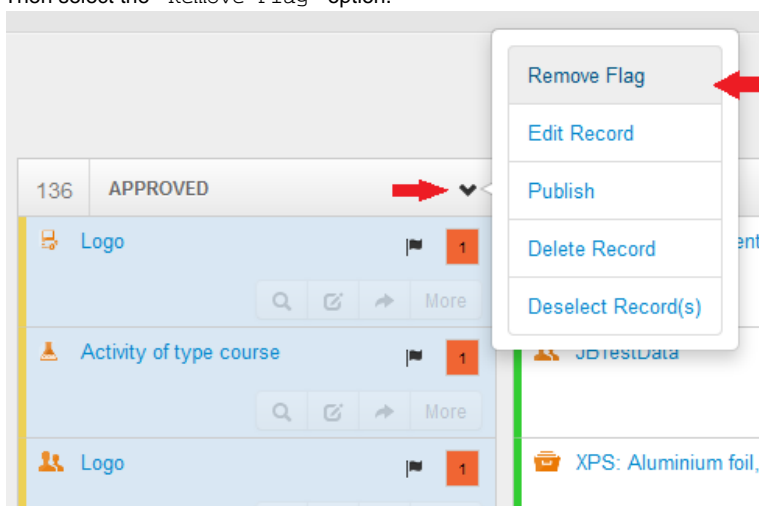 Then select the "Remove Flag" option.
Remove Flag
Edit Record
Publish
Delete Record
Deselect Record(s)
136 APPROVED
Logo 1
More
Activity of type course 1
More
Logo 1
ent
JBTestData
XPS: Aluminium foil,